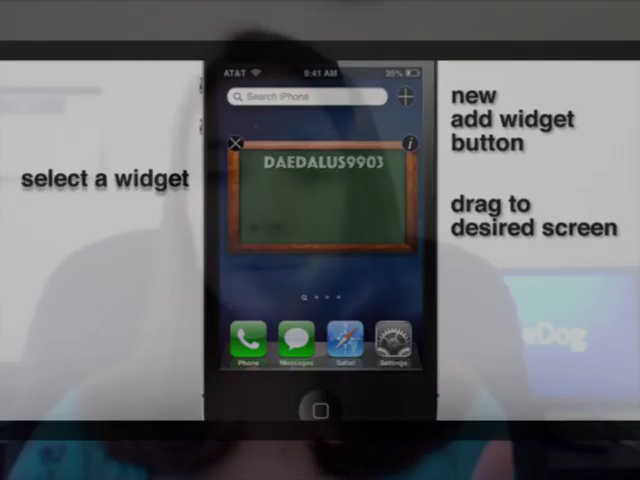 AT&T 9:41 AM 35%
Search iPhone
DAEDALUS9903
select a widget
new
add widget
button
drag to
desired screen
Phone Messages Safari Settings
eDog